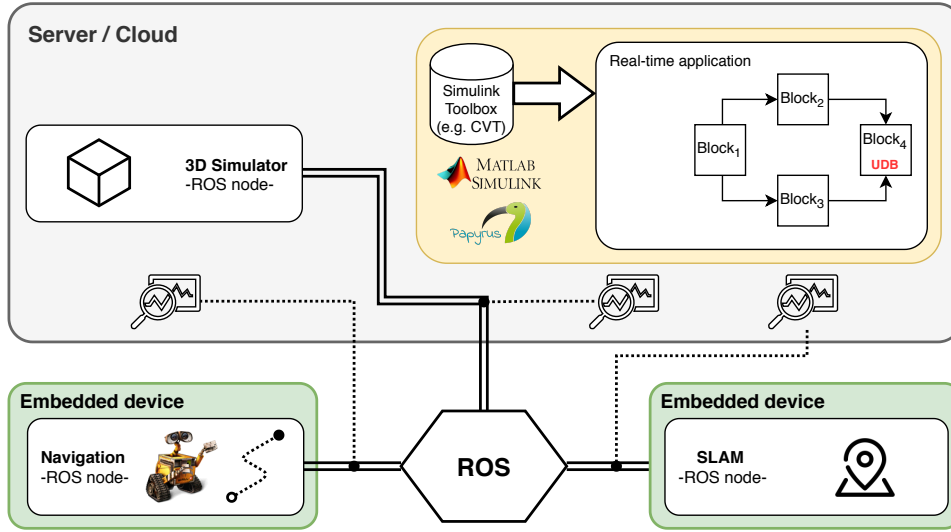 Server / Cloud
Simulink
Toolbox
(e.g. CVT)
Real-time application
Block1
Block2
Block3
Block4
UDB
MATLAB
SIMULINK
Papyrus
3D Simulator
-ROS node-
Embedded device
Navigation
-ROS node-
ROS
Embedded device
SLAM
-ROS node-